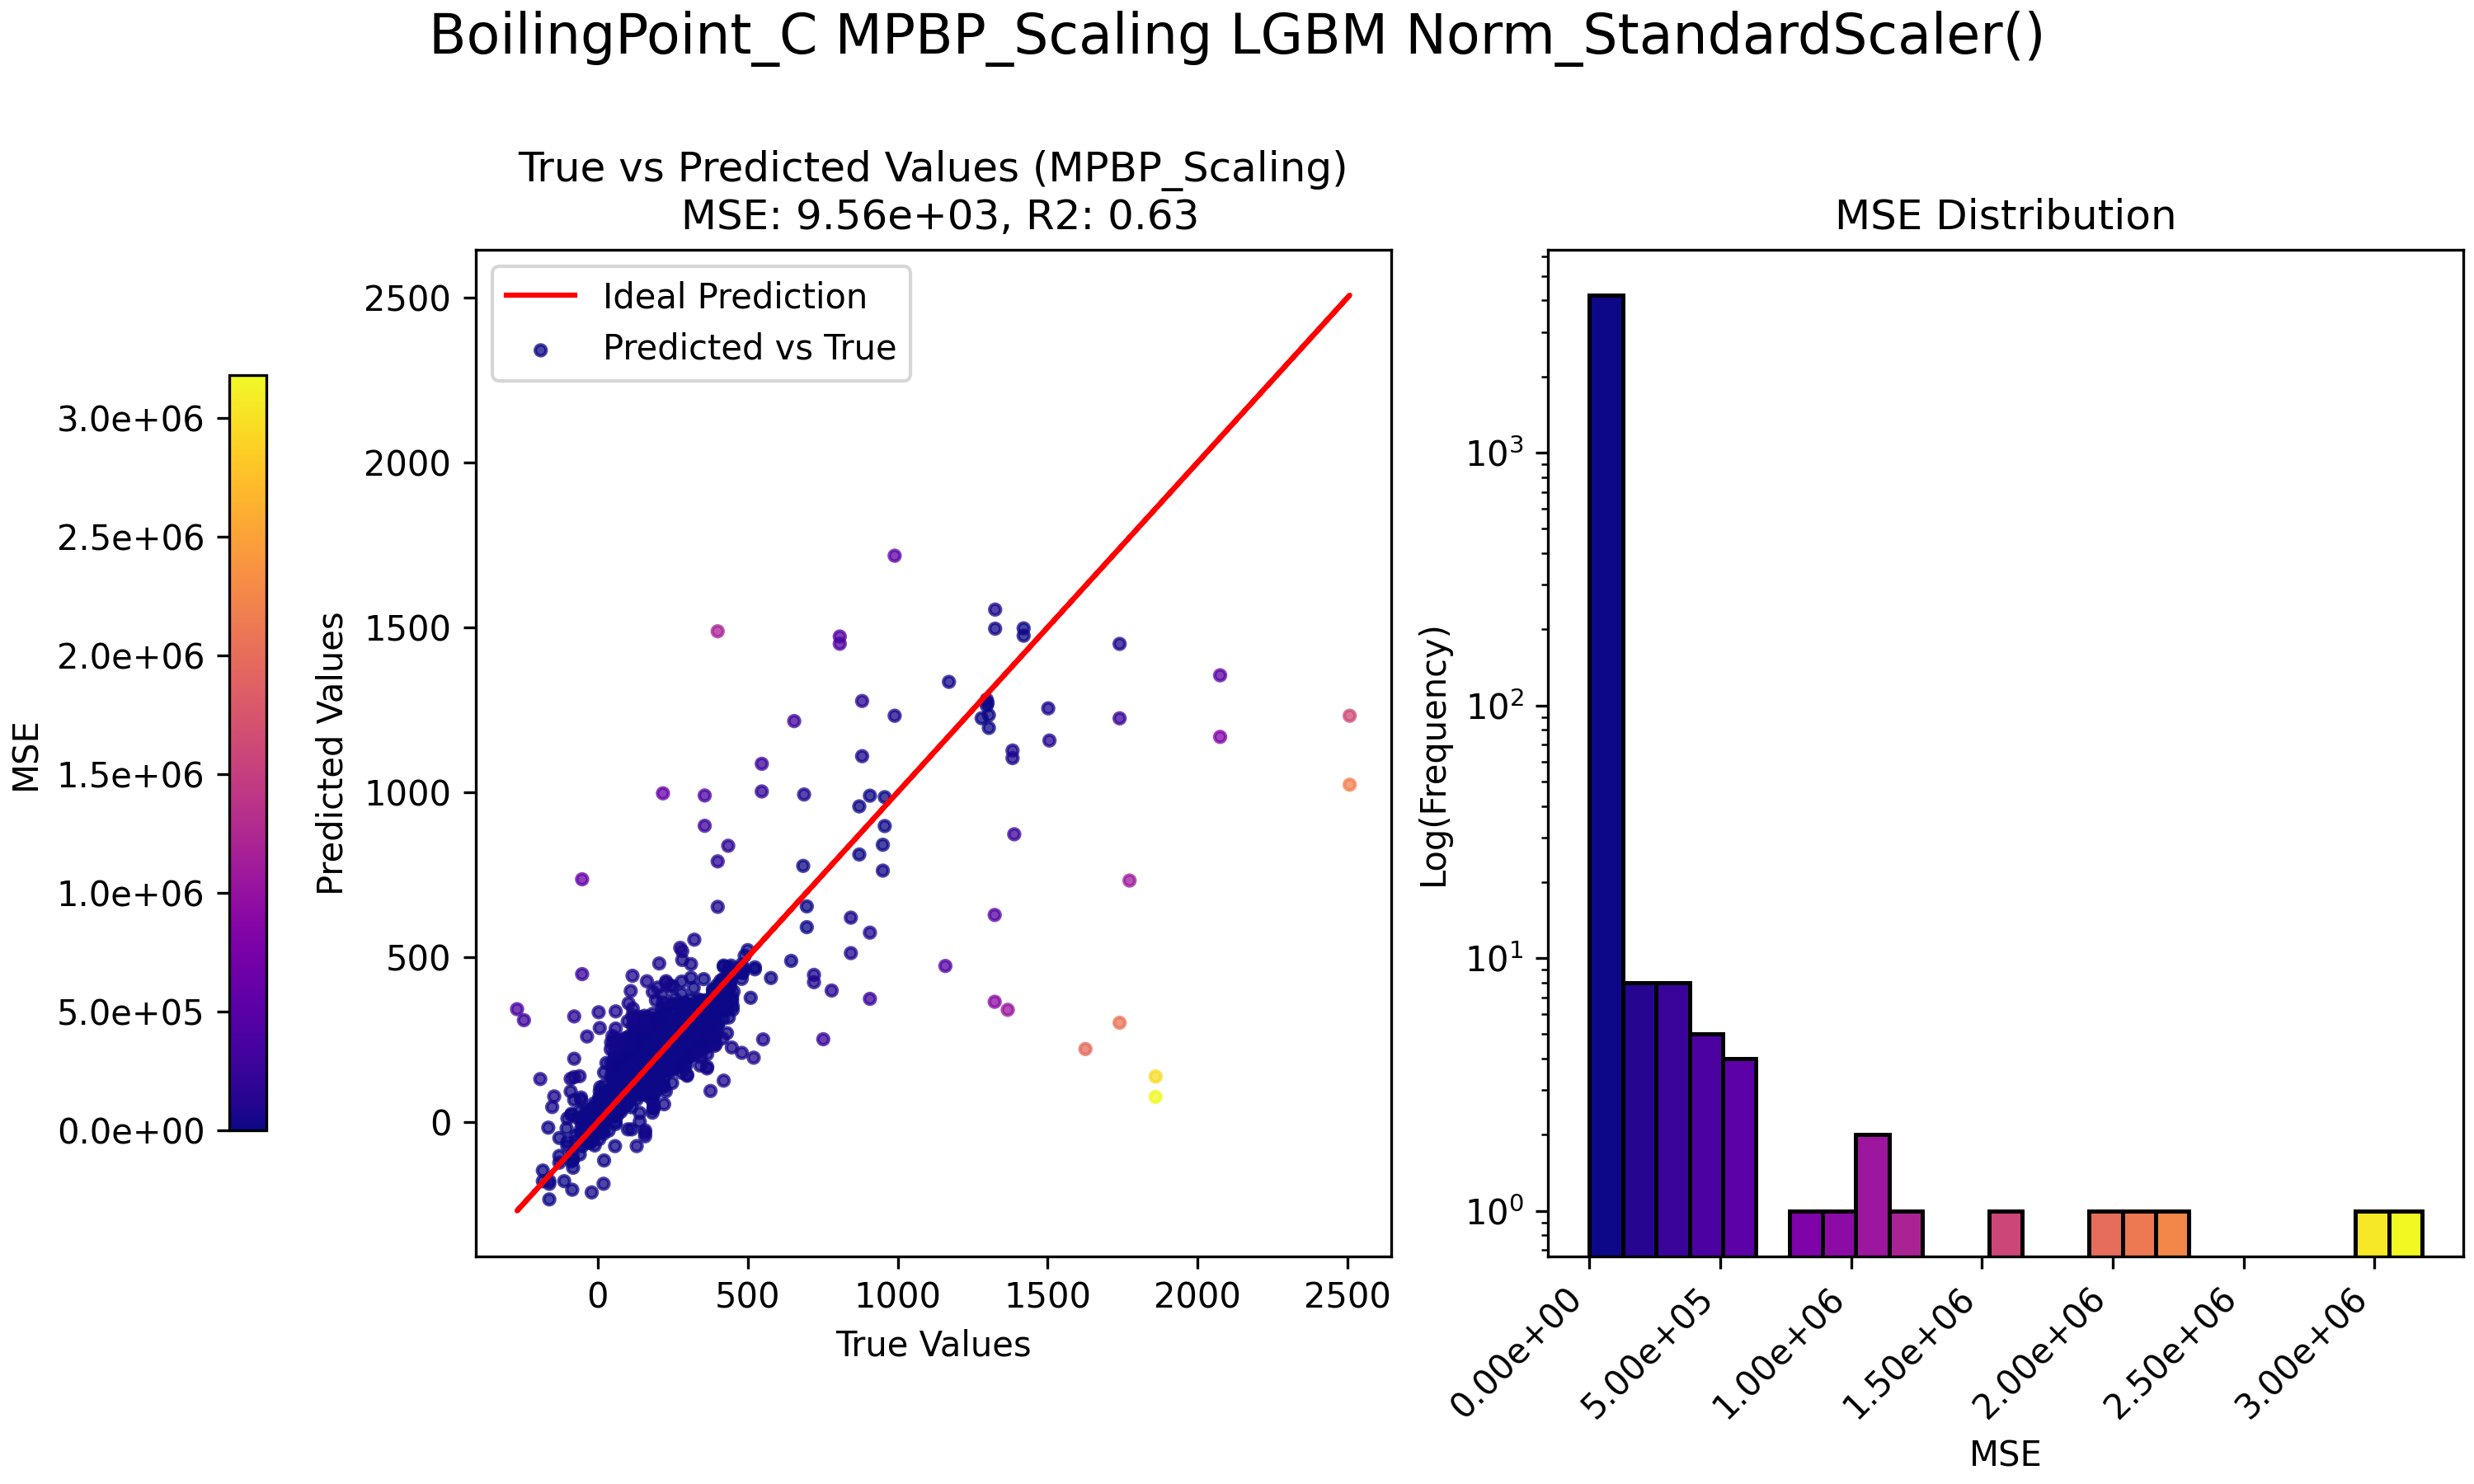 BoilingPoint_C MPBP_Scaling LGBM Norm_StandardScaler()
True vs Predicted Values (MPBP_Scaling)
MSE: 9.56e+03, R2: 0.63
MSE Distribution
Ideal Prediction
Predicted vs True
MSE
3.0e+06
2.5e+06
2.0e+06
1.5e+06
1.0e+06
5.0e+05
0.0e+00
Predicted Values
2500
2000
1500
1000
500
0
0
500
1000
1500
2000
2500
True Values
Log(Frequency)
10³
10²
10¹
10⁰
0.00e+00
5.00e+05
1.00e+06
1.50e+06
2.00e+06
2.50e+06
3.00e+06
MSE